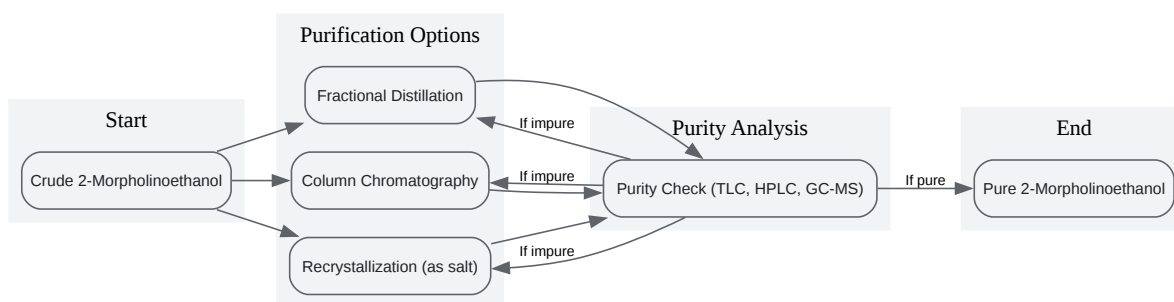 Purification Options
Fractional Distillation
Start
If impure
Purity Analysis
End
Crude 2-Morpholinoethanol
Column Chromatography
If impure
Purity Check (TLC, HPLC, GC-MS)
If pure
Pure 2-Morpholinoethanol
If impure
Recrystallization (as salt)